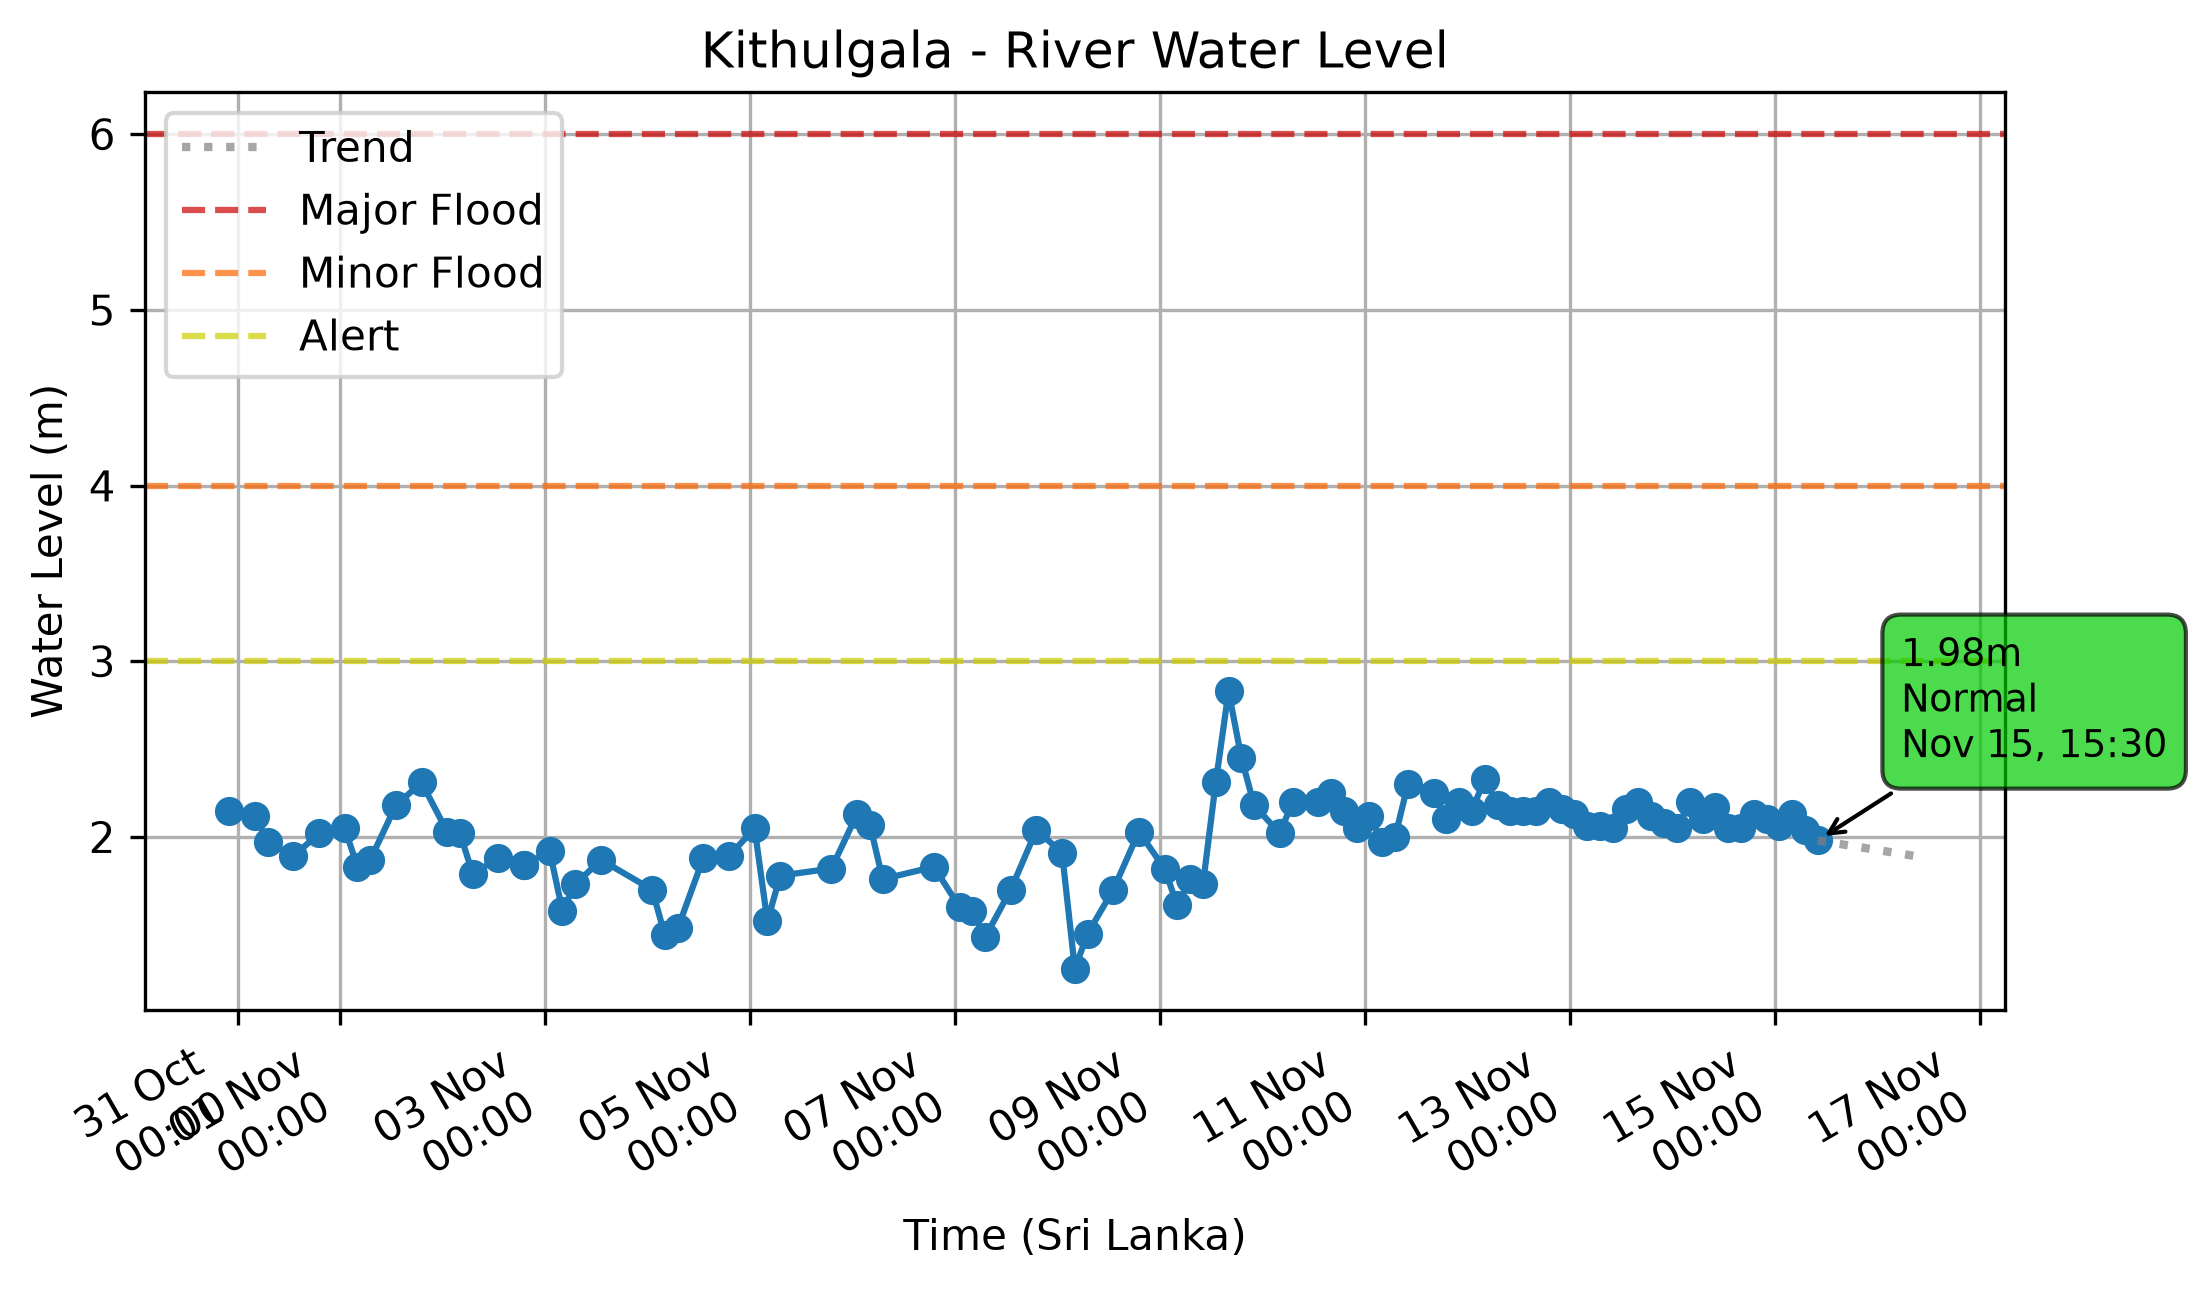 Kithulgala - River Water Level
Water Level (m)
6
5
4
3
2
Trend
Major Flood
Minor Flood
Alert
1.98m
Normal
Nov 15, 15:30
31 Oct
00:00
01 Nov
00:00
03 Nov
00:00
05 Nov
00:00
07 Nov
00:00
09 Nov
00:00
11 Nov
00:00
13 Nov
00:00
15 Nov
00:00
17 Nov
00:00
Time (Sri Lanka)